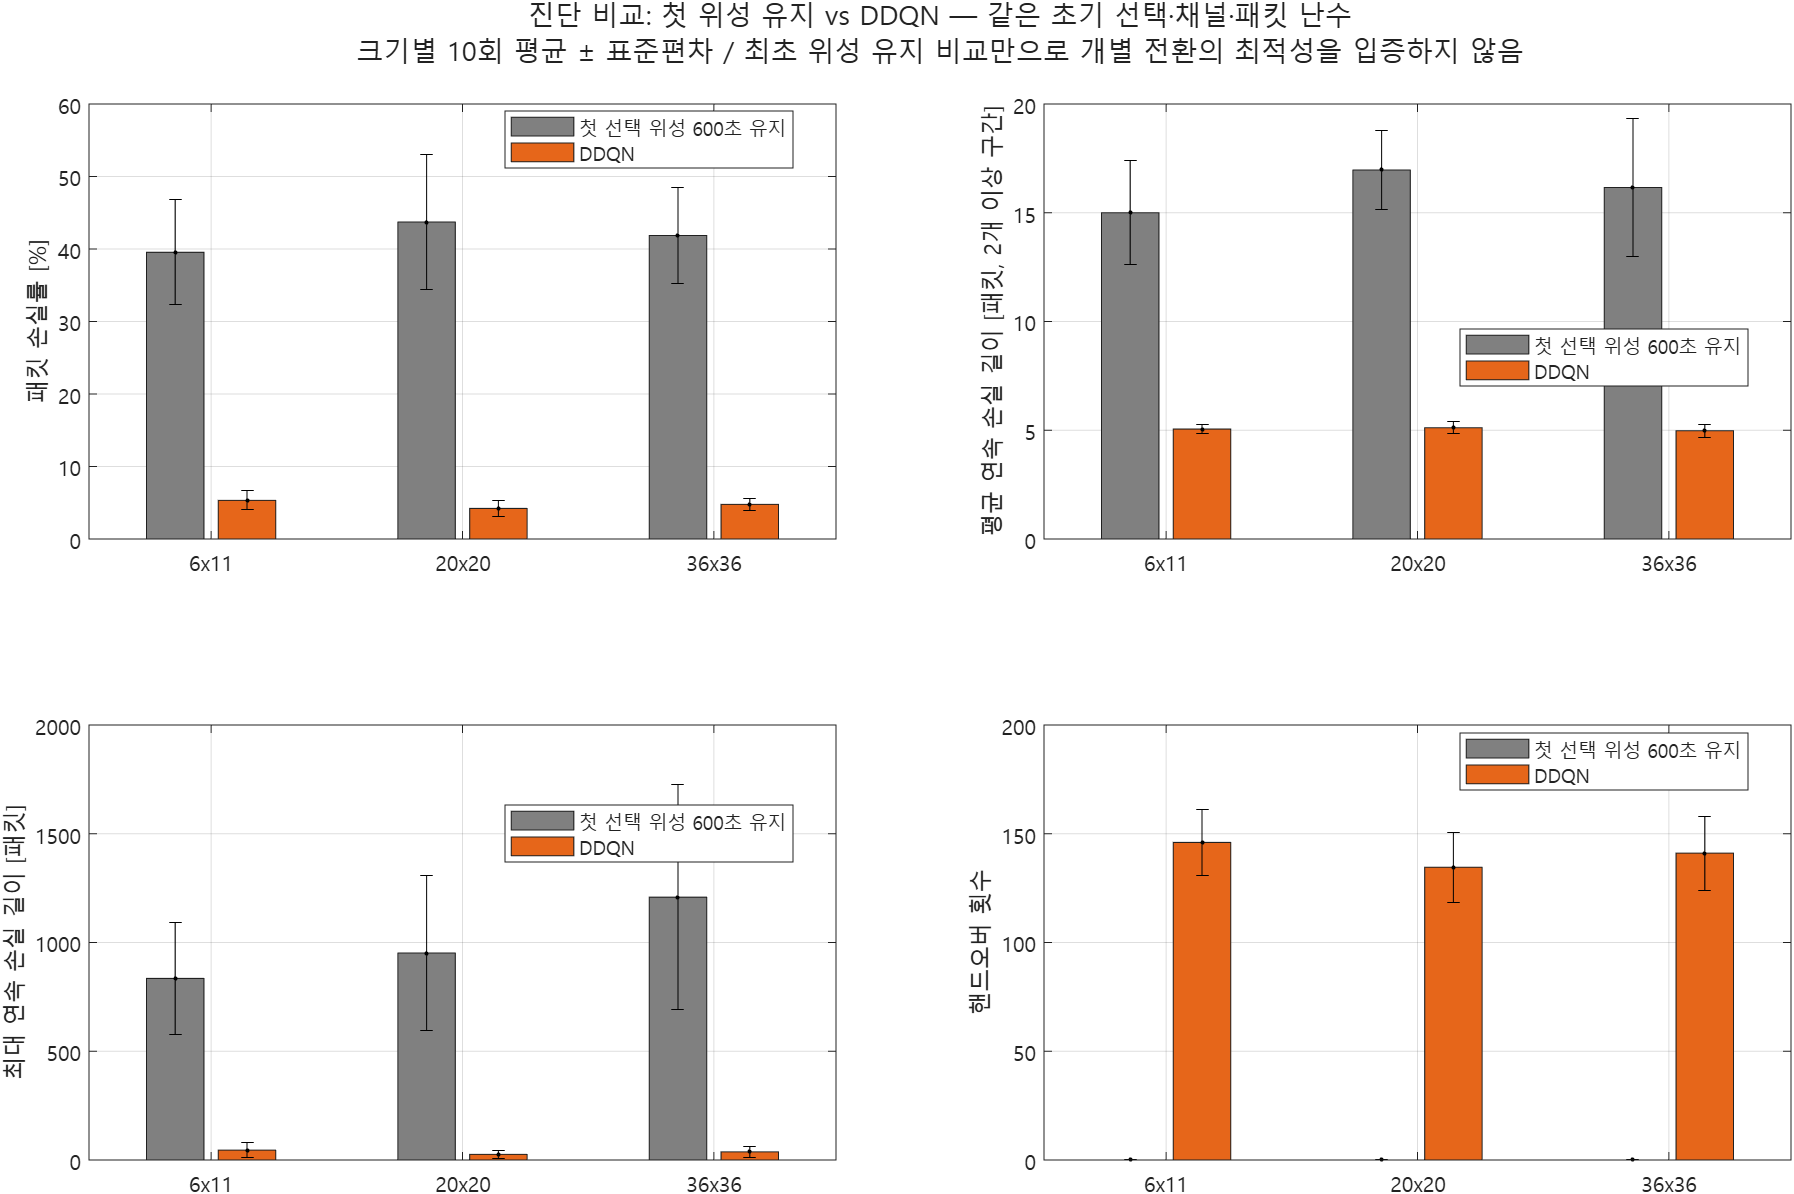 진단 비교: 첫 위성 유지 vs DDQN — 같은 초기 선택·채널·패킷 난수
크기별 10회 평균 ± 표준편차 / 최초 위성 유지 비교만으로 개별 전환의 최적성을 입증하지 않음
패킷 손실률 [%]
60
50
40
30
20
10
0
첫 선택 위성 600초 유지
DDQN
6x11
20x20
36x36
평균 연속 손실 길이 [패킷, 2개 이상 구간]
20
15
10
5
0
첫 선택 위성 600초 유지
DDQN
6x11
20x20
36x36
최대 연속 손실 길이 [패킷]
2000
1500
1000
500
0
첫 선택 위성 600초 유지
DDQN
6x11
20x20
36x36
핸드오버 횟수
200
150
100
50
0
첫 선택 위성 600초 유지
DDQN
6x11
20x20
36x36